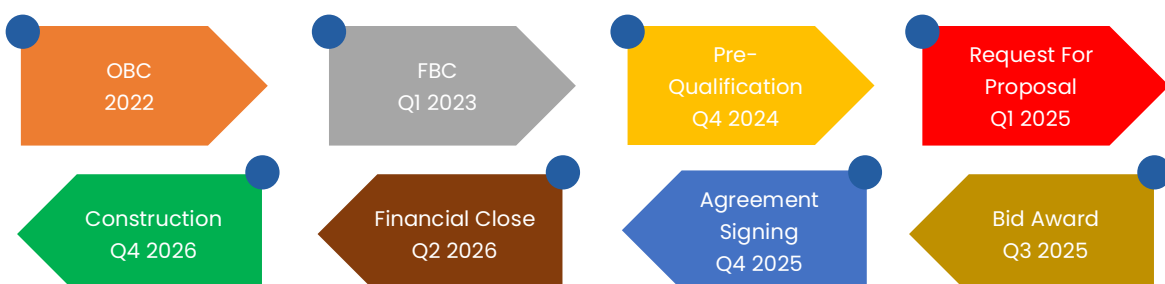 OBC
2022
FBC
Q1 2023
Pre-
Qualification
Q4 2024
Request For
Proposal
Q1 2025
Bid Award
Q3 2025
Agreement
Signing
Q4 2025
Financial Close
Q2 2026
Construction
Q4 2026